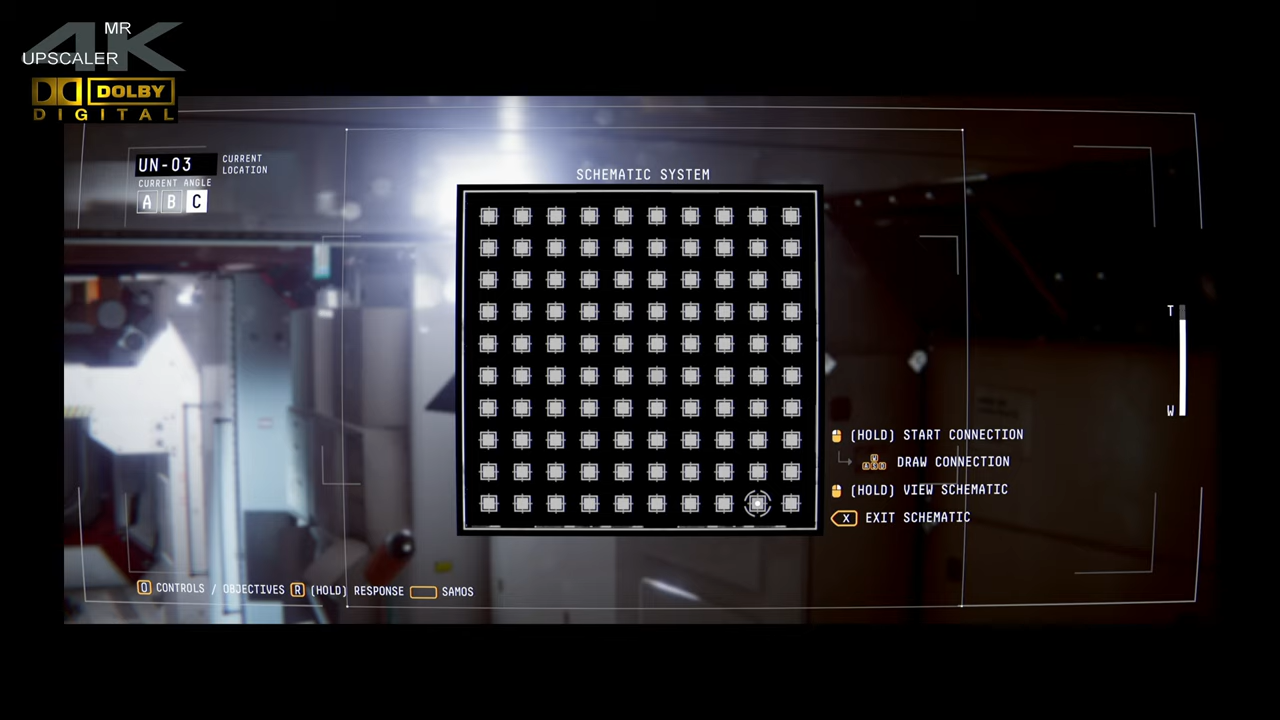 4K
MR
UPSCALER
DOLBY
DIGITAL
UN-03
CURRENT
LOCATION
CURRENT ANGLE
A B C
SCHEMATIC SYSTEM
T
W
(HOLD) START CONNECTION
W
A S D
DRAW CONNECTION
(HOLD) VIEW SCHEMATIC
X EXIT SCHEMATIC
O CONTROLS / OBJECTIVES R (HOLD) RESPONSE SAMOS